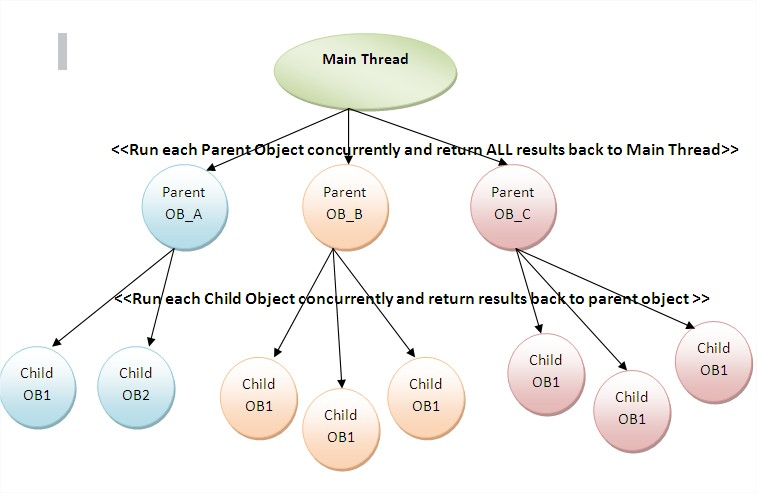 Main Thread
<<Run each Parent Object concurrently and return ALL results back to Main Thread>>
Parent
OB_A
Parent
OB_B
Parent
OB_C
<<Run each Child Object concurrently and return results back to parent object >>
Child
OB1
Child
OB2
Child
OB1
Child
OB1
Child
OB1
Child
OB1
Child
OB1
Child
OB1